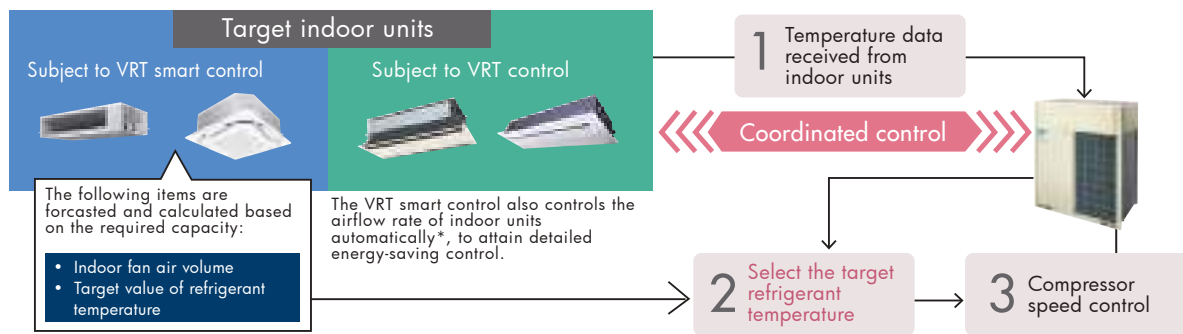 Target indoor units
Subject to VRT smart control
Subject to VRT control
The following items are
forcasted and calculated based
on the required capacity:
• Indoor fan air volume
• Target value of refrigerant
temperature
The VRT smart control also controls the
airflow rate of indoor units
automatically*, to attain detailed
energy-saving control.
1 Temperature data
received from
indoor units
Coordinated control
2 Select the target
refrigerant
temperature
3 Compressor
speed control